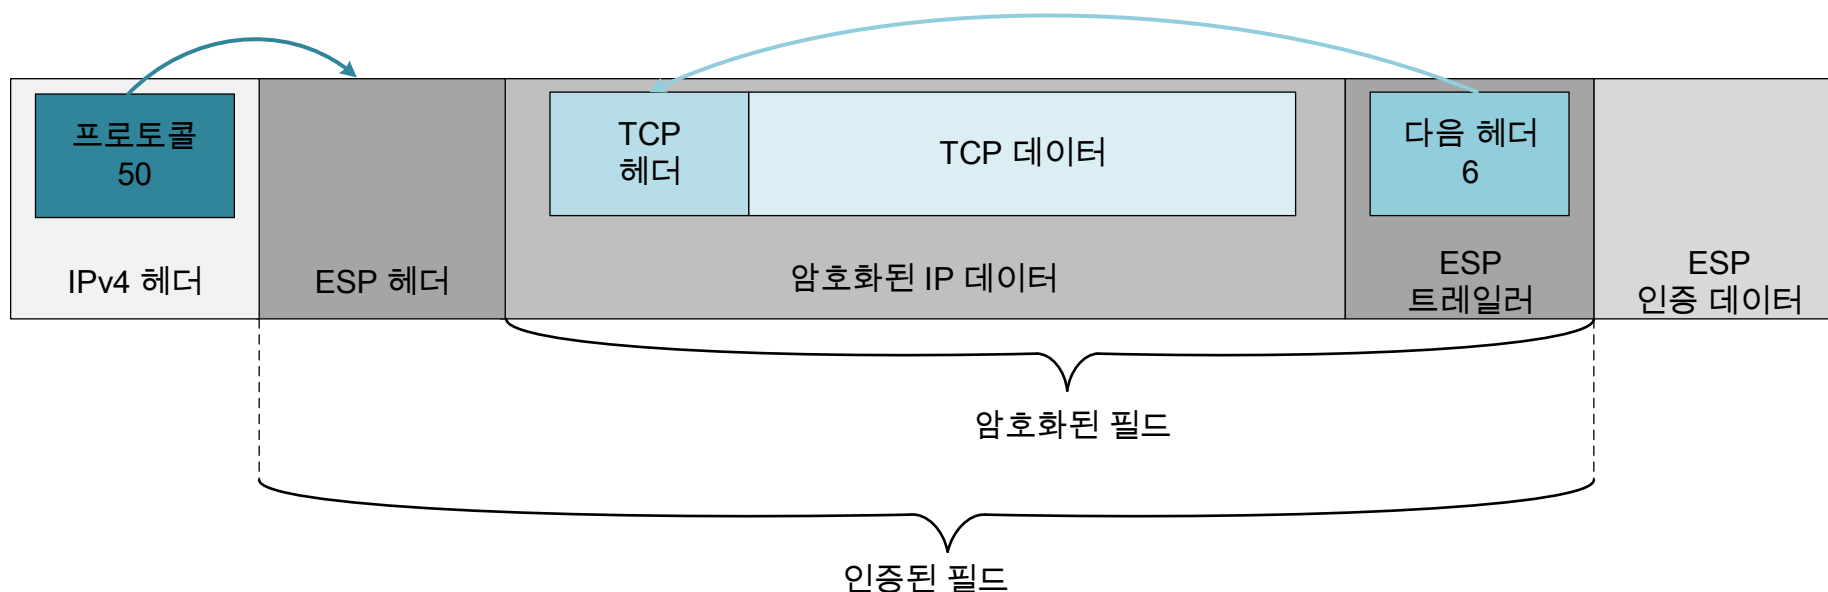 프로토콜
50
TCP
헤더
TCP 데이터
다음 헤더
6
IPv4 헤더
ESP 헤더
암호화된 IP 데이터
ESP
트레일러
ESP
인증 데이터
암호화된 필드
인증된 필드